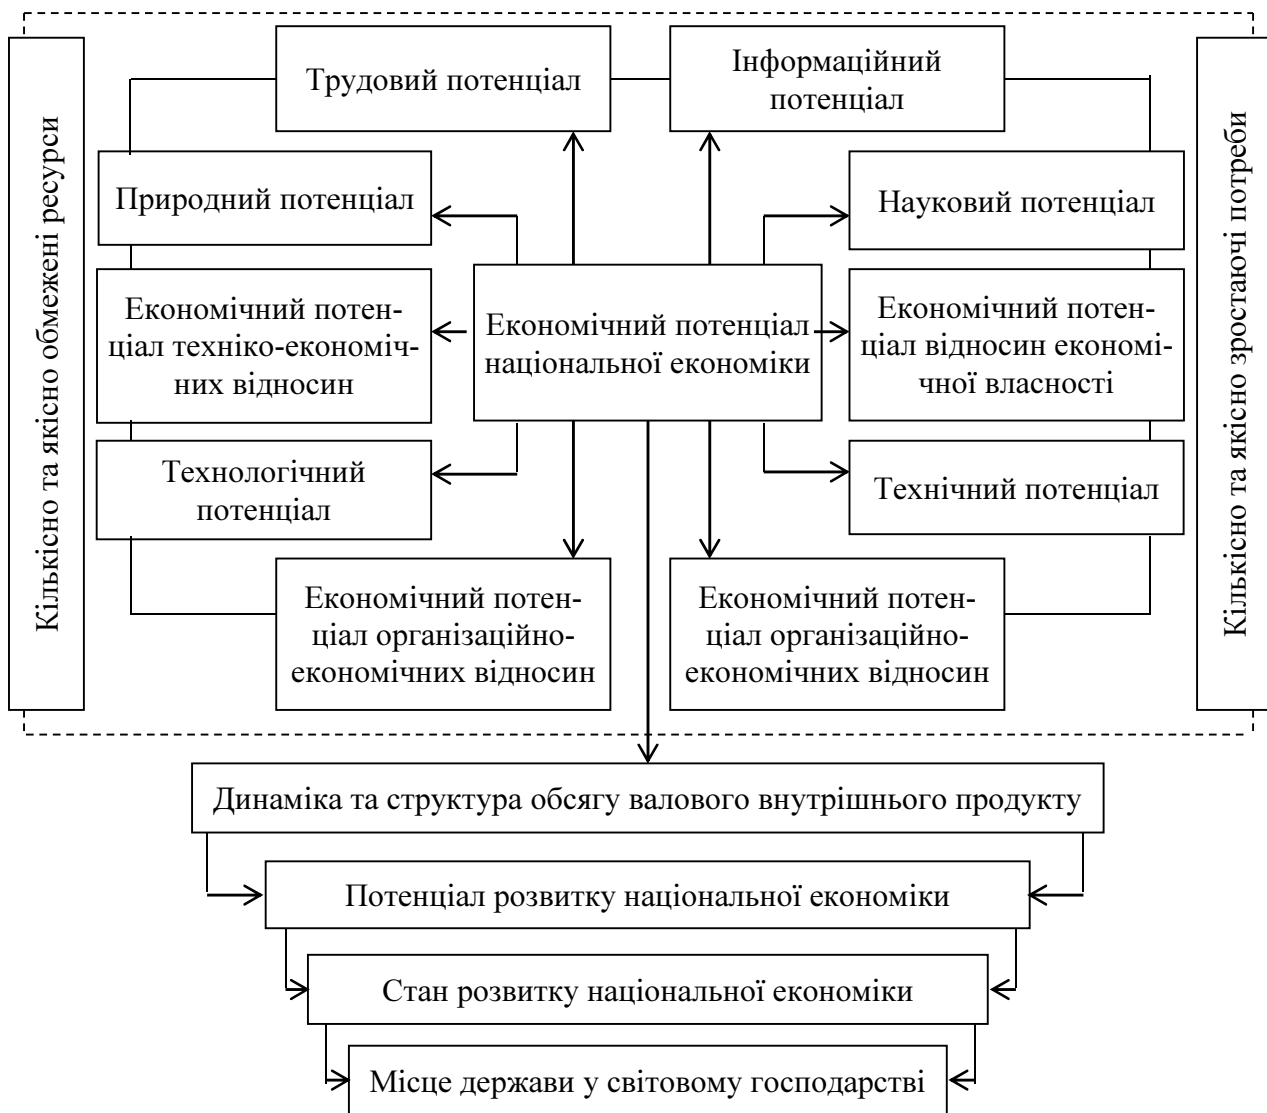 Кількісно та якісно обмежені ресурси
Трудовий потенціал
Інформаційний
потенціал
Природний потенціал
Науковий потенціал
Економічний потен-
ціал техніко-економіч-
них відносин
Економічний потенціал
національної економіки
Економічний потен-
ціал відносин економі-
чної власності
Технологічний
потенціал
Технічний потенціал
Економічний потен-
ціал організаційно-
економічних відносин
Економічний потен-
ціал організаційно-
економічних відносин
Кількісно та якісно зростаючі потреби
Динаміка та структура обсягу валового внутрішнього продукту
Потенціал розвитку національної економіки
Стан розвитку національної економіки
Місце держави у світовому господарстві